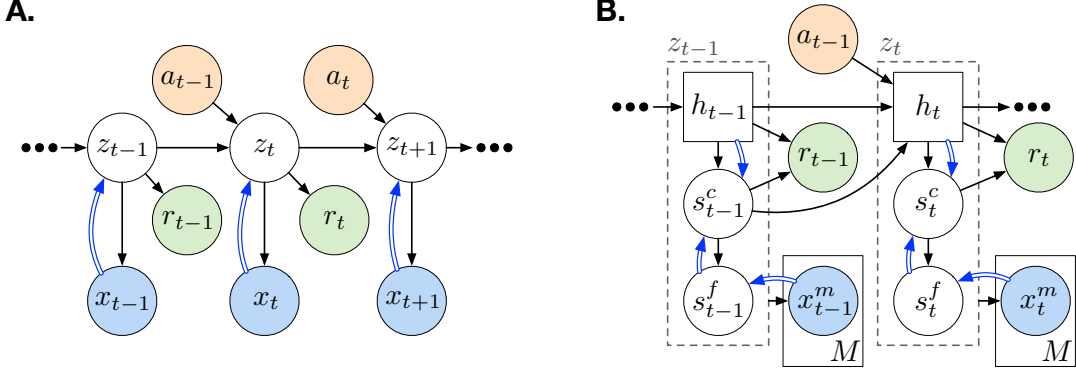 A.
a_{t-1}
a_t
z_{t-1}
z_t
z_{t+1}
r_{t-1}
r_t
x_{t-1}
x_t
x_{t+1}
B.
z_{t-1}
a_{t-1}
z_t
h_{t-1}
h_t
r_{t-1}
r_t
s^c_{t-1}
s^c_t
s^f_{t-1}
x^m_{t-1}
s^f_t
x^m_t
M
M